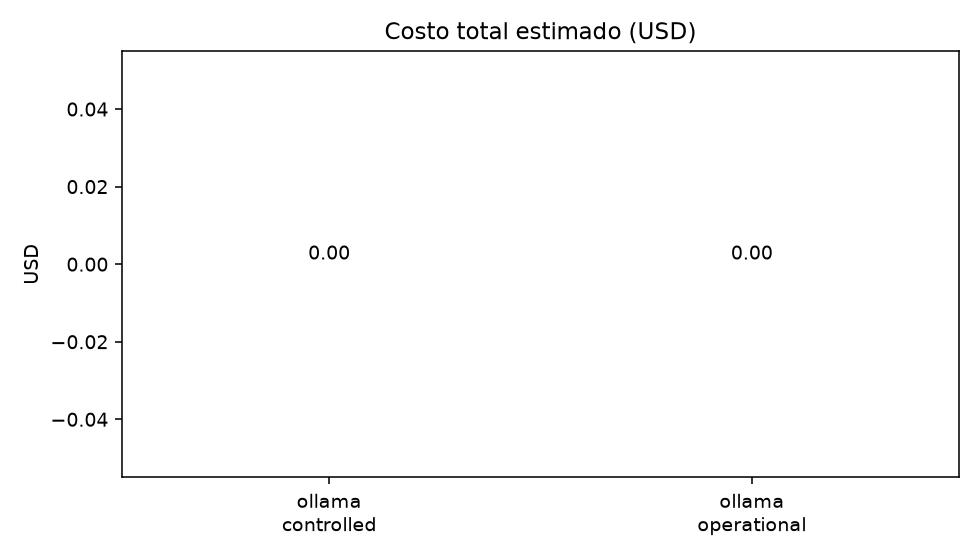 Costo total estimado (USD)
USD
0.04
0.02
0.00
−0.02
−0.04
0.00
0.00
ollama
controlled
ollama
operational